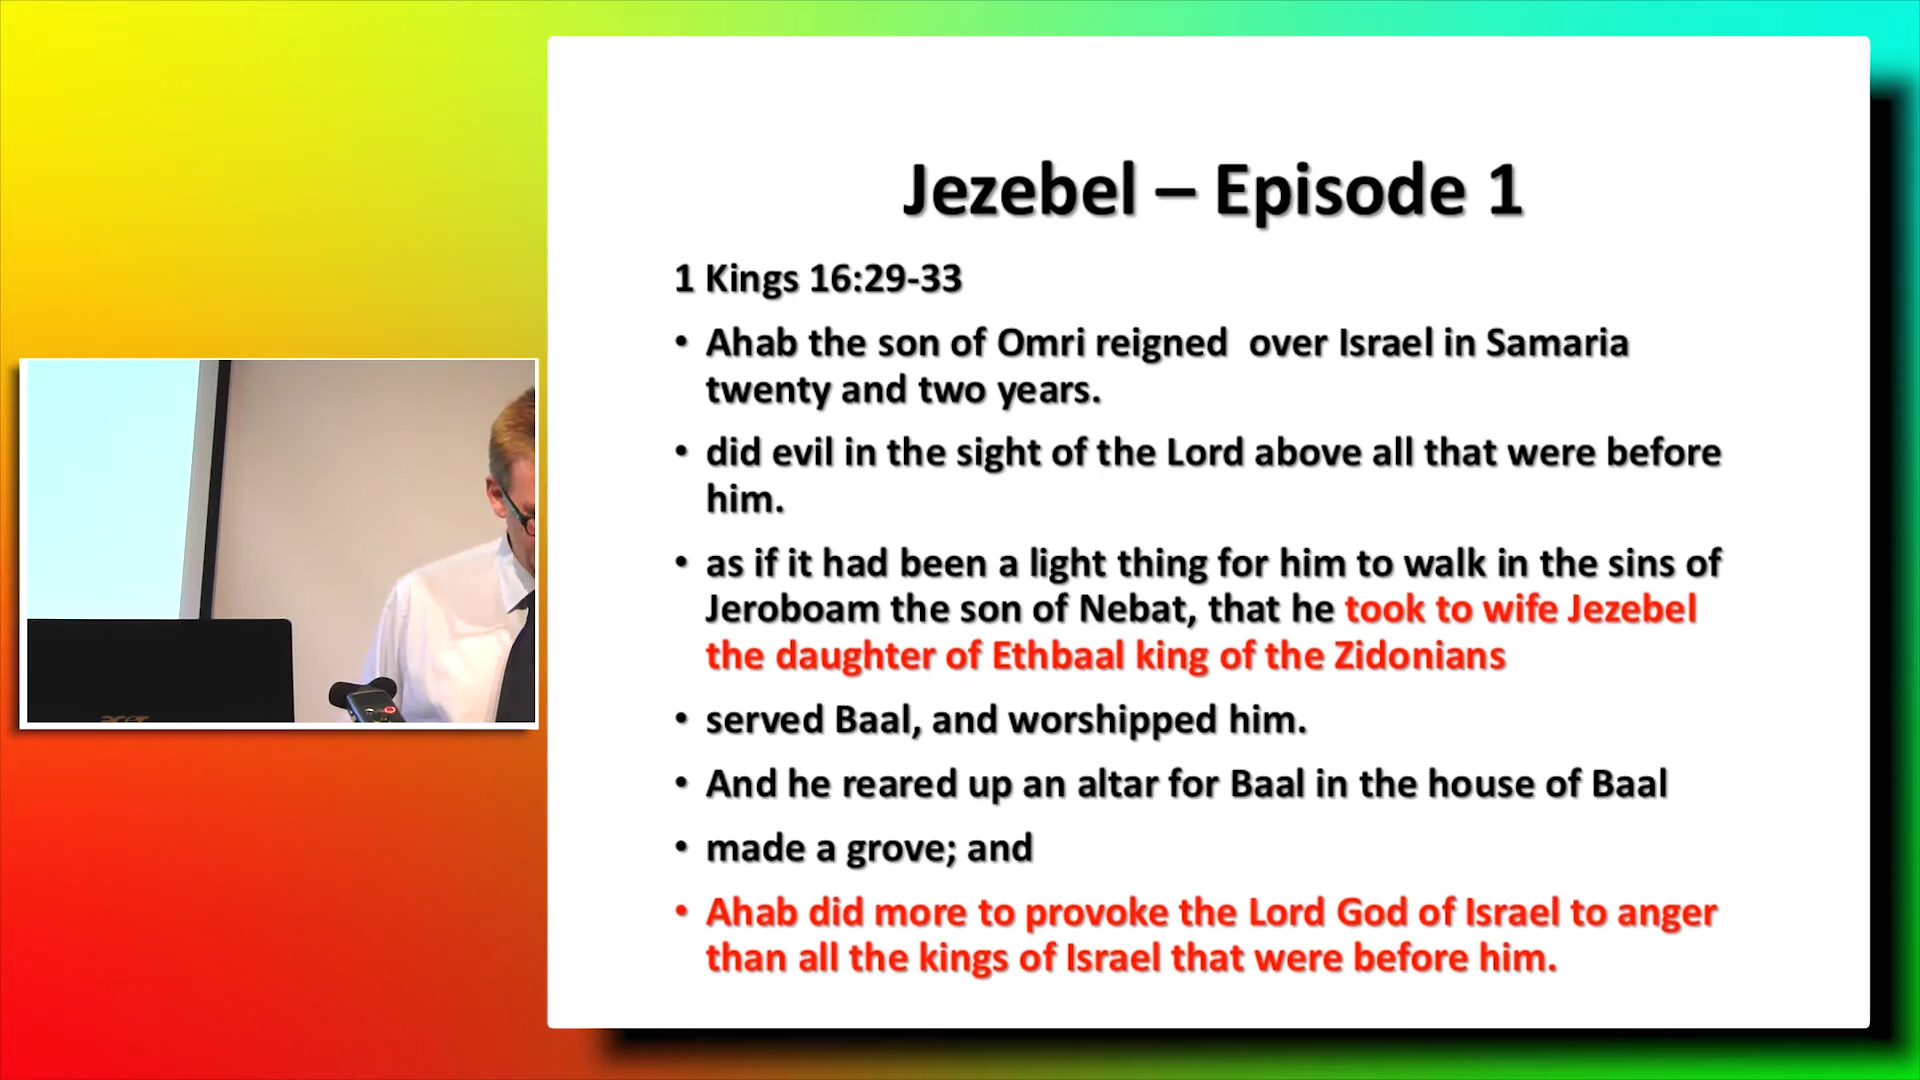 Jezebel – Episode 1
1 Kings 16:29-33
• Ahab the son of Omri reigned  over Israel in Samaria
twenty and two years.
• did evil in the sight of the Lord above all that were before
him.
• as if it had been a light thing for him to walk in the sins of
Jeroboam the son of Nebat, that he took to wife Jezebel
the daughter of Ethbaal king of the Zidonians
• served Baal, and worshipped him.
• And he reared up an altar for Baal in the house of Baal
• made a grove; and
• Ahab did more to provoke the Lord God of Israel to anger
than all the kings of Israel that were before him.
acer